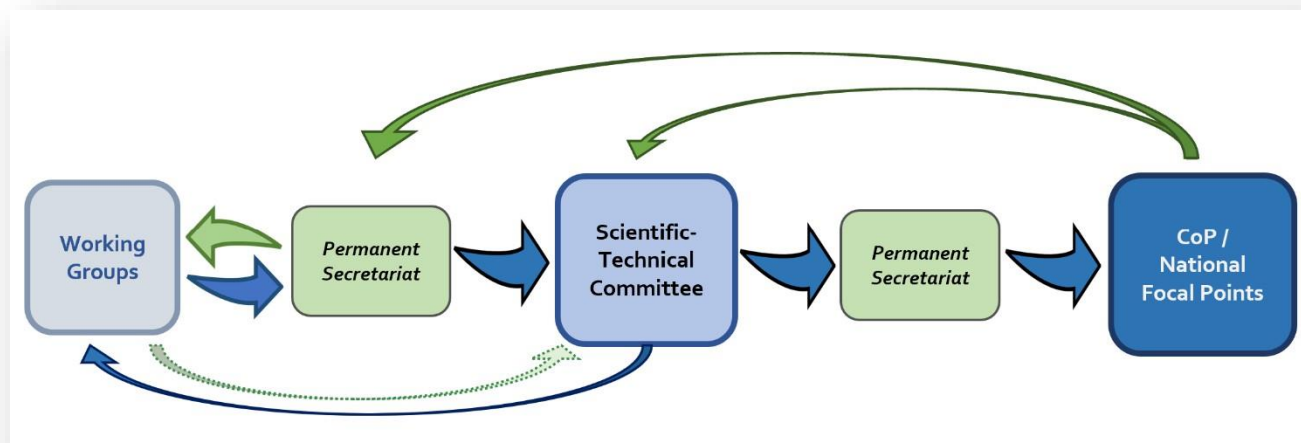 Working
Groups
Permanent
Secretariat
Scientific-
Technical
Committee
Permanent
Secretariat
CoP /
National
Focal Points